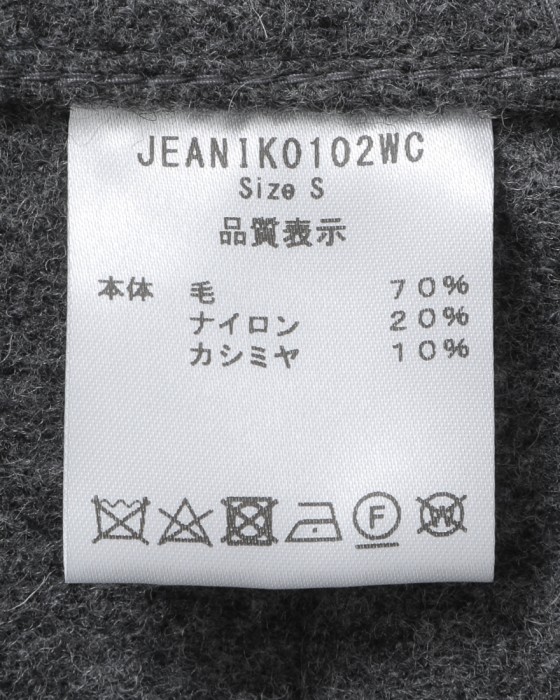 JEANIKO102WC
Size S
品質表示
本体 毛 70%
ナイロン 20%
カシミヤ 10%
F W